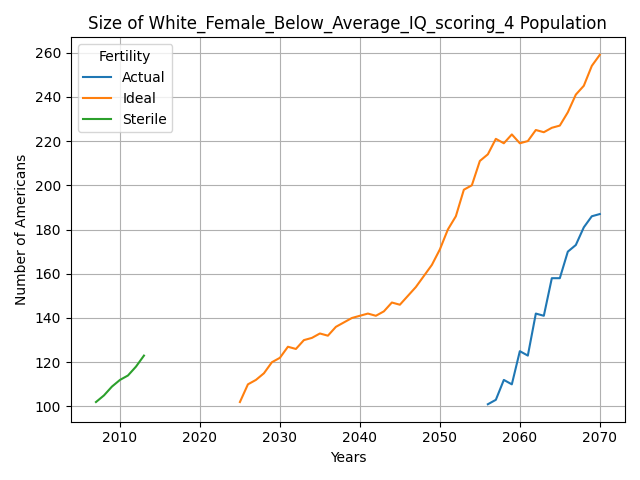 Size of White_Female_Below_Average_IQ_scoring_4 Population
Fertility
Actual
Ideal
Sterile
Number of Americans
260
240
220
200
180
160
140
120
100
2010 2020 2030 2040 2050 2060 2070
Years